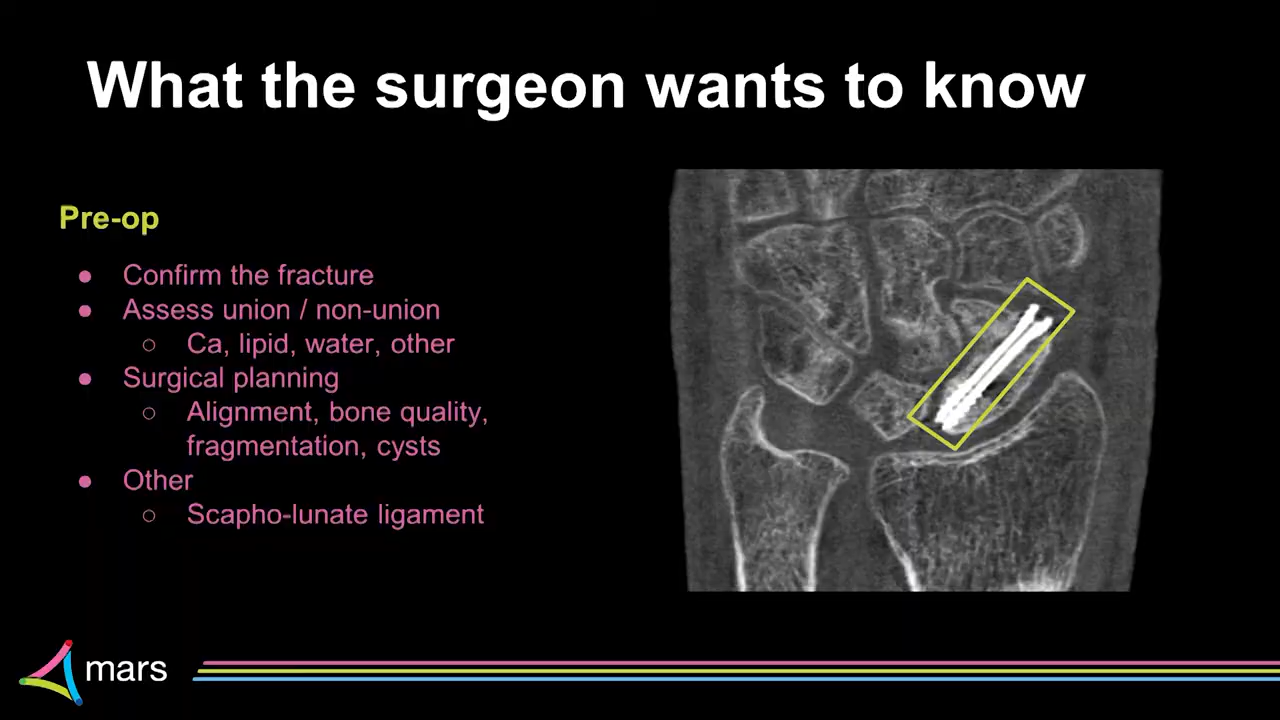 What the surgeon wants to know
Pre-op
● Confirm the fracture
● Assess union / non-union
○ Ca, lipid, water, other
● Surgical planning
○ Alignment, bone quality,
fragmentation, cysts
● Other
○ Scapho-lunate ligament
mars